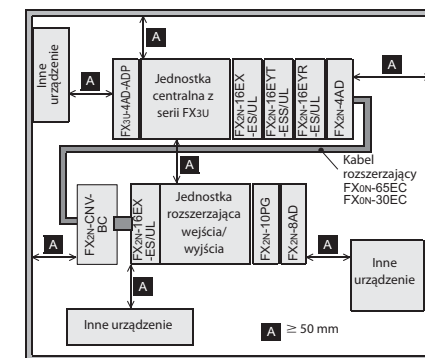 A
Inne
urządzenie
A
FX3U-4AD-ADP
Jednostka
centralna z
serii FX3U
FX2N-16EX
-ES/UL
FX2N-16EYT
-ESS/UL
FX2N-16EYR
-ES/UL
FX2N-4AD
A
A
Kabel
rozszerzający
FX0N-65EC
FX0N-30EC
FX2N-CNV-
BC
FX2N-16EX
-ES/UL
Jednostka
rozszerzająca
wejścia/
wyjścia
FX2N-10PG
FX2N-8AD
A
A
Inne
urządzenie
A
Inne urządzenie
A ≥ 50 mm